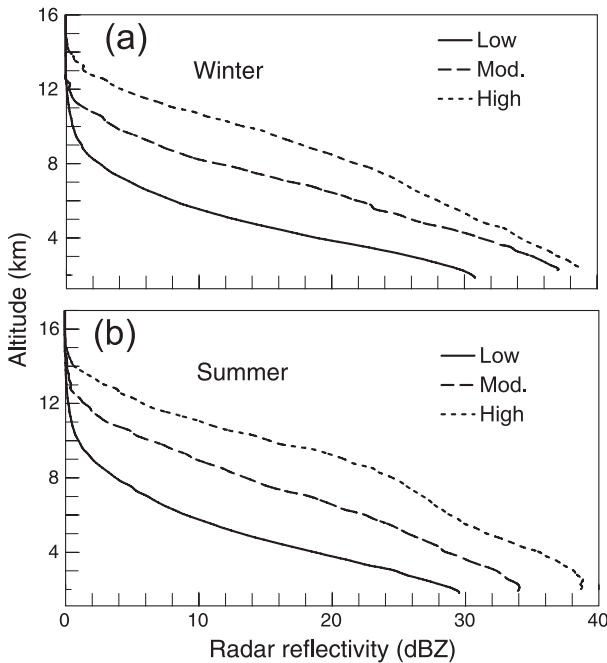 16
(a)
Low
Winter
Mod.
12
High
8
4
Altitude (km)
16
(b)
Low
Summer
Mod.
12
High
8
4
0 10 20 30 40
Radar reflectivity (dBZ)